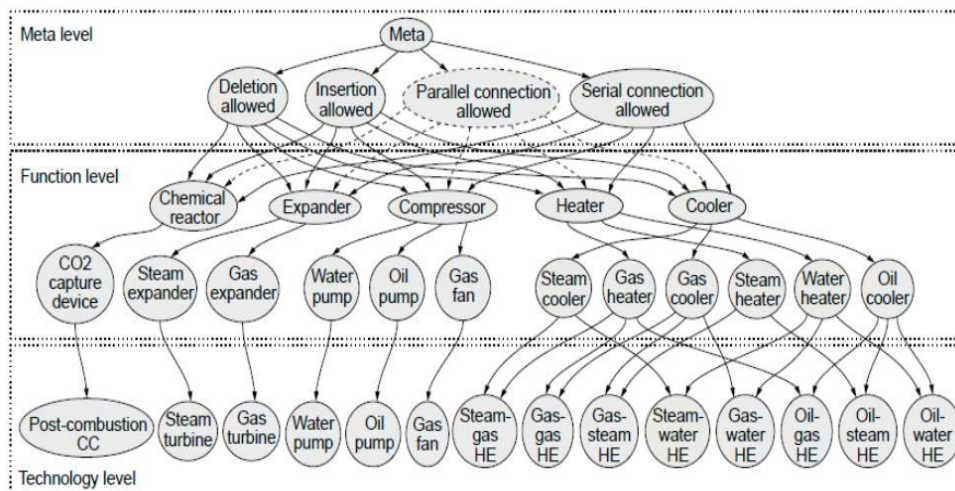 Meta level
Meta
Deletion
allowed
Insertion
allowed
Parallel connection
allowed
Serial connection
allowed
Function level
Chemical
reactor
Expander
Compressor
Heater
Cooler
CO2
capture
device
Steam
expander
Gas
expander
Water
pump
Oil
pump
Gas
fan
Steam
cooler
Gas
heater
Gas
cooler
Steam
heater
Water
heater
Oil
cooler
Post-combustion
CC
Steam
turbine
Gas
turbine
Water
pump
Oil
pump
Gas
fan
Steam-
gas
HE
Gas-
gas
HE
Gas-
steam
HE
Steam-
water
HE
Gas-
water
HE
Oil-
gas
HE
Oil-
steam
HE
Oil-
water
HE
Technology level